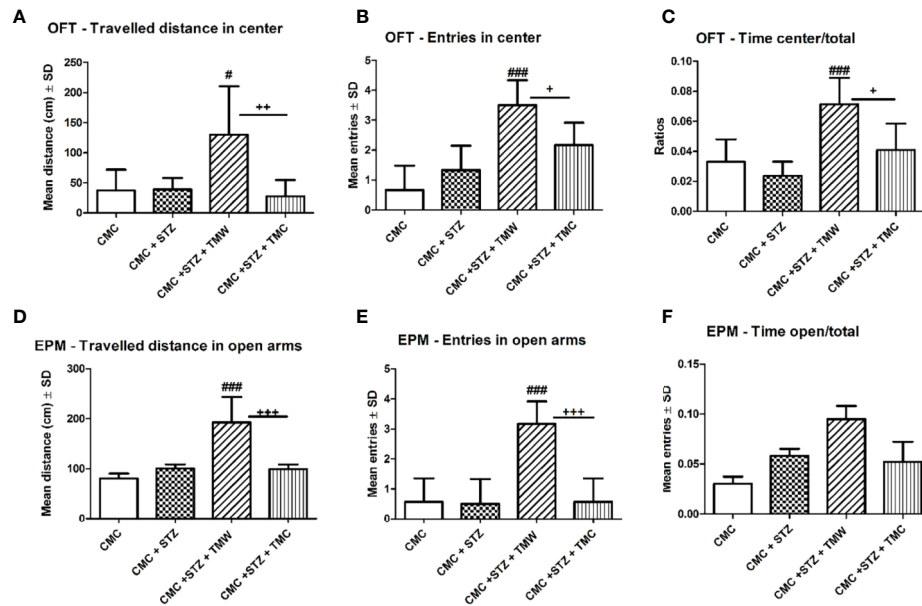 A
OFT - Travelled distance in center
Mean distance (cm) ± SD
250
200
150
100
50
0
#
++
CMC
CMC + STZ
CMC +STZ + TMW
CMC +STZ + TMC
B
OFT - Entries in center
Mean entries ± SD
5
4
3
2
1
0
###
+
CMC
CMC + STZ
CMC +STZ + TMW
CMC +STZ + TMC
C
OFT - Time center/total
Ratios
0.10
0.08
0.06
0.04
0.02
0.00
###
+
CMC
CMC + STZ
CMC +STZ + TMW
CMC +STZ + TMC
D
EPM - Travelled distance in open arms
Mean distance (cm) ± SD
300
200
100
0
###
+++
CMC
CMC + STZ
CMC +STZ + TMW
CMC +STZ + TMC
E
EPM - Entries in open arms
Mean entries ± SD
5
4
3
2
1
0
###
+++
CMC
CMC + STZ
CMC +STZ + TMW
CMC +STZ + TMC
F
EPM - Time open/total
Mean entries ± SD
0.15
0.10
0.05
0.00
CMC
CMC + STZ
CMC +STZ + TMW
CMC +STZ + TMC